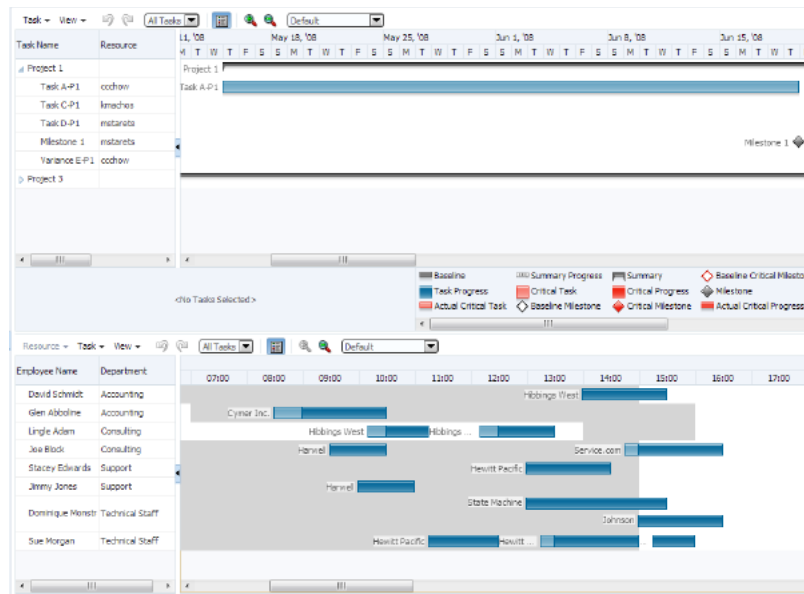 Task View All Tasks Default
Task Name Resource
11, '08 May 18, '08 May 25, '08 Jun 1, '08 Jun 8, '08 Jun 15, '08
M T W T F S S M T W T F S S M T W T F S S M T W T F S S M T W T F S S M T W T
Project 1 Project 1
Task A-P1 ccchow Task A-P1
Task C-P1 kmachos
Task D-P1 mstarets
Milestone 1 mstarets Milestone 1
Variance E-P1 ccchow
Project 3
<No Tasks Selected>
Baseline Summary Progress Summary Baseline Critical Milesto
Task Progress Critical Task Critical Progress Milestone
Actual Critical Task Baseline Milestone Critical Milestone Actual Critical Progress
Resource Task View All Tasks Default
Employee Name Department
07:00 08:00 09:00 10:00 11:00 12:00 13:00 14:00 15:00 16:00 17:00
David Schmidt Accounting Hibbings West
Glen Abboline Accounting Cymer Inc.
Lingle Adam Consulting Hibbings West Hibbings ...
Joe Block Consulting Harwel Service.com
Stacey Edwards Support Hewitt Pacific
Jimmy Jones Support Harwel
State Machine
Dominique Monstr Technical Staff
Johnson
Sue Morgan Technical Staff Hewitt Pacific Hewitt ... ...